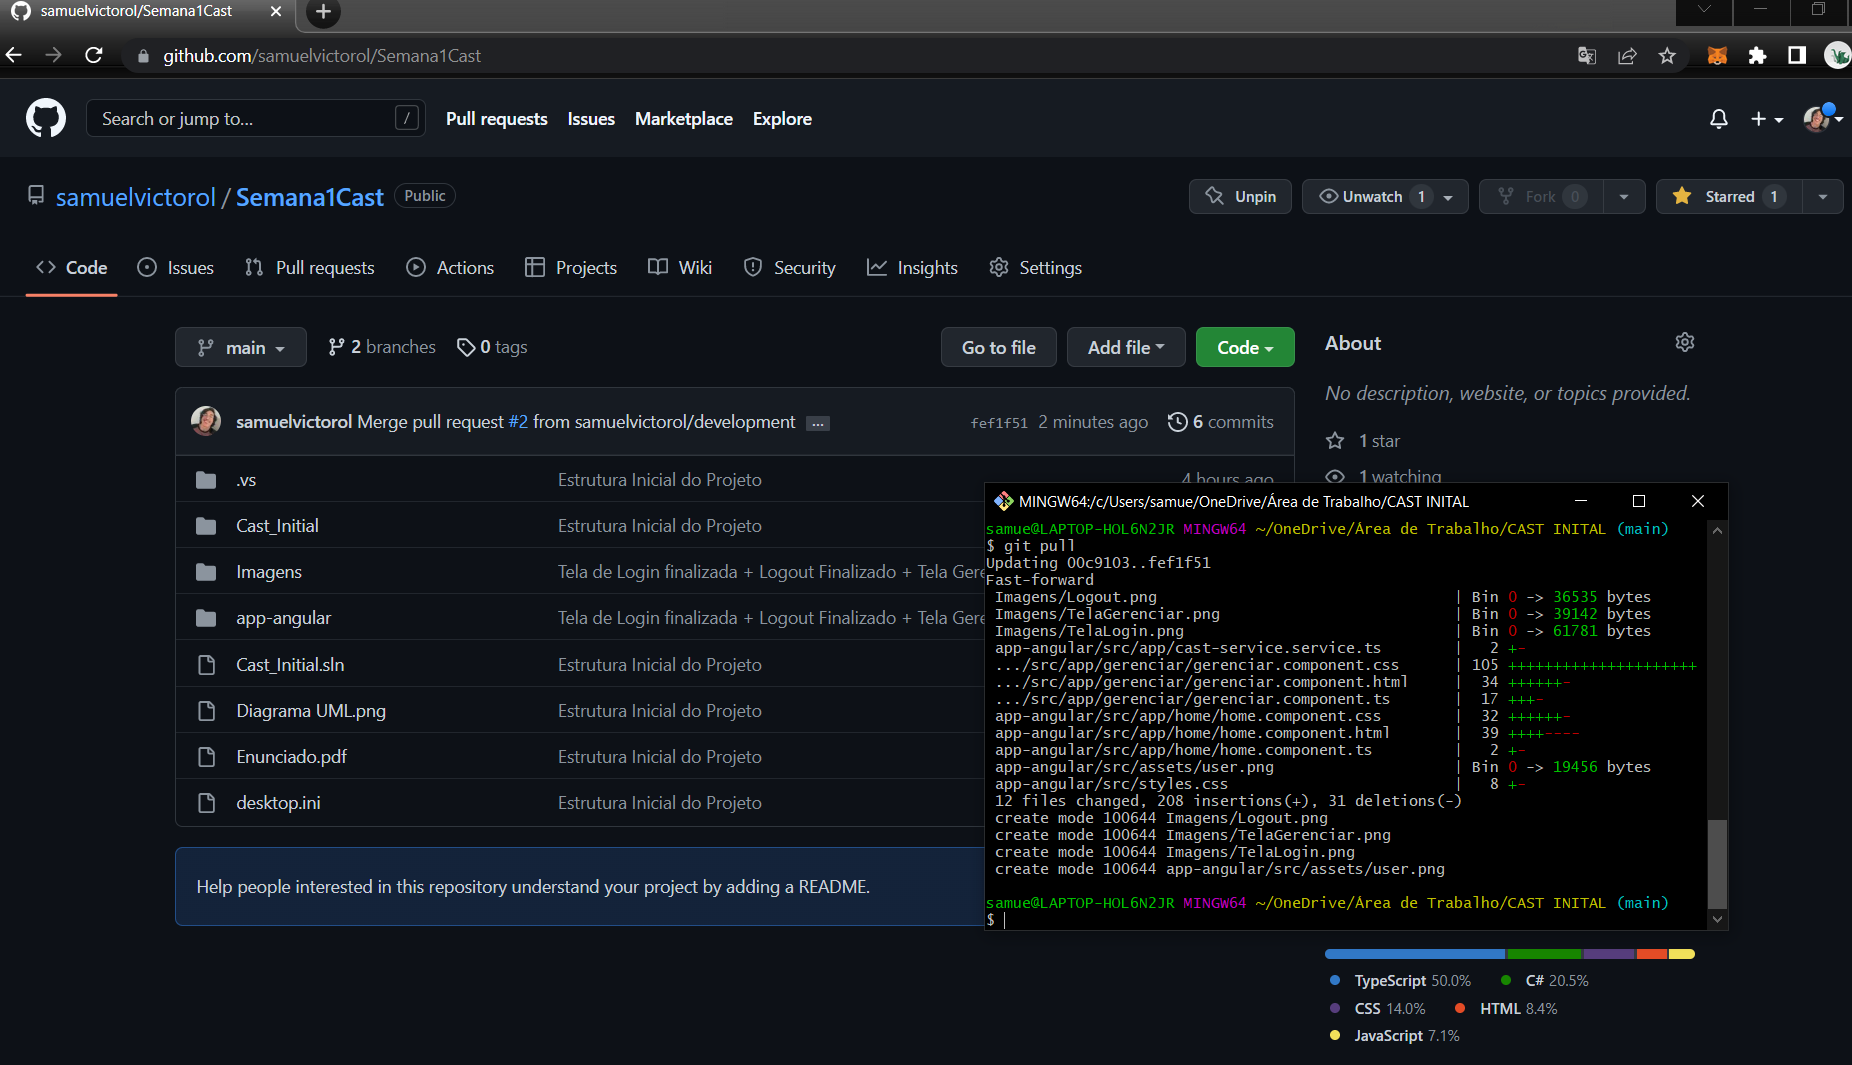 samuelvictorol/Semana1Cast
github.com/samuelvictorol/Semana1Cast
Search or jump to... /
Pull requests Issues Marketplace Explore
samuelvictorol / Semana1Cast Public
Unpin Unwatch 1 Fork 0 Starred 1
Code Issues Pull requests Actions Projects Wiki Security Insights Settings
main 2 branches 0 tags Go to file Add file Code
About
No description, website, or topics provided.
1 star
1 watching
samuelvictorol Merge pull request #2 from samuelvictorol/development ... fef1f51 2 minutes ago 6 commits
.vs Estrutura Inicial do Projeto 4 hours ago
Cast_Initial Estrutura Inicial do Projeto
Imagens Tela de Login finalizada + Logout Finalizado + Tela Gere
app-angular Tela de Login finalizada + Logout Finalizado + Tela Gere
Cast_Initial.sln Estrutura Inicial do Projeto
Diagrama UML.png Estrutura Inicial do Projeto
Enunciado.pdf Estrutura Inicial do Projeto
desktop.ini Estrutura Inicial do Projeto
Help people interested in this repository understand your project by adding a README.
MINGW64:/c/Users/samue/OneDrive/Área de Trabalho/CAST INITAL
samue@LAPTOP-HOL6N2JR MINGW64 ~/OneDrive/Área de Trabalho/CAST INITAL (main)
$ git pull
Updating 00c9103..fef1f51
Fast-forward
Imagens/Logout.png | Bin 0 -> 36535 bytes
Imagens/TelaGerenciar.png | Bin 0 -> 39142 bytes
Imagens/TelaLogin.png | Bin 0 -> 61781 bytes
app-angular/src/app/cast-service.service.ts | 2 +-
.../src/app/gerenciar/gerenciar.component.css | 105 +++++++++++++++++++++
.../src/app/gerenciar/gerenciar.component.html | 34 ++++++-
.../src/app/gerenciar/gerenciar.component.ts | 17 +++-
app-angular/src/app/home/home.component.css | 32 ++++++-
app-angular/src/app/home/home.component.html | 39 ++++----
app-angular/src/app/home/home.component.ts | 2 +-
app-angular/src/assets/user.png | Bin 0 -> 19456 bytes
app-angular/src/styles.css | 8 +-
12 files changed, 208 insertions(+), 31 deletions(-)
create mode 100644 Imagens/Logout.png
create mode 100644 Imagens/TelaGerenciar.png
create mode 100644 Imagens/TelaLogin.png
create mode 100644 app-angular/src/assets/user.png
samue@LAPTOP-HOL6N2JR MINGW64 ~/OneDrive/Área de Trabalho/CAST INITAL (main)
$
TypeScript 50.0% C# 20.5%
CSS 14.0% HTML 8.4%
JavaScript 7.1%